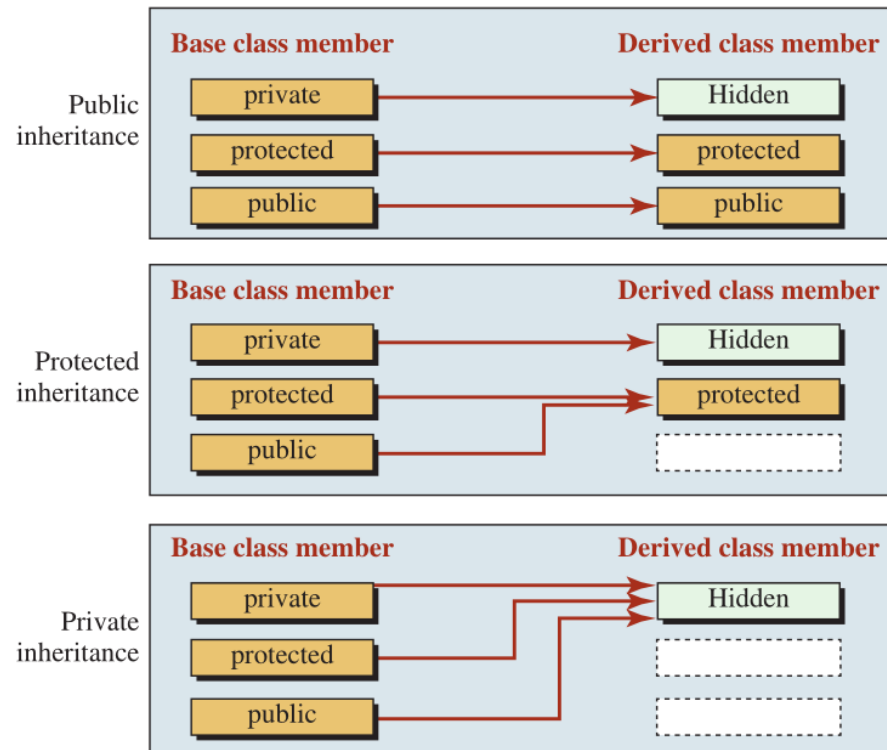 Base class member Derived class member
private Hidden
Public
inheritance
protected protected
public public
Base class member Derived class member
private Hidden
Protected
inheritance
protected protected
public
Base class member Derived class member
private Hidden
Private
inheritance
protected
public